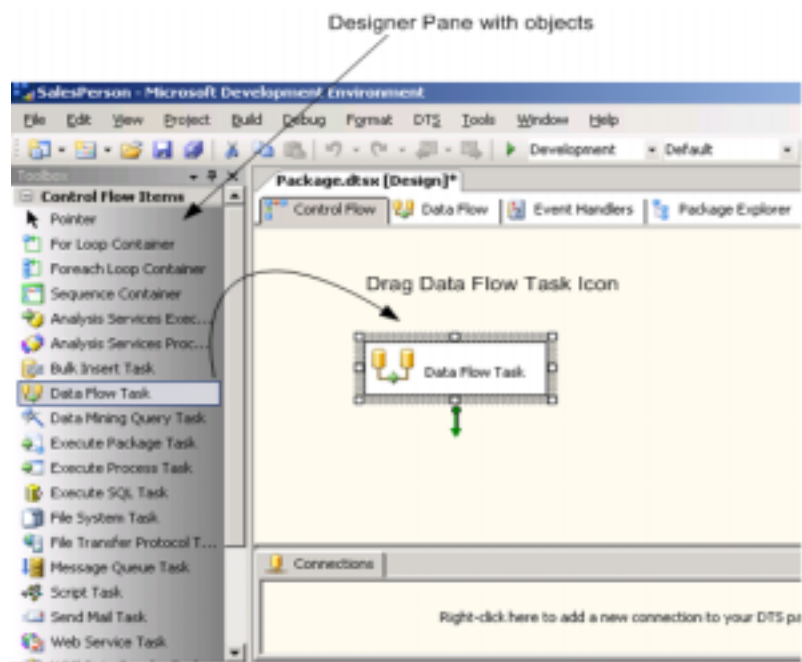 Designer Pane with objects
SalesPerson - Microsoft Development Environment
File Edit View Project Build Debug Format DTS Tools Window Help
Development Default
Toolbox
Control Flow Items
Pointer
For Loop Container
Foreach Loop Container
Sequence Container
Analysis Services Exec...
Analysis Services Proc...
Bulk Insert Task
Data Flow Task
Data Mining Query Task
Execute Package Task
Execute Process Task
Execute SQL Task
File System Task
File Transfer Protocol T...
Message Queue Task
Script Task
Send Mail Task
Web Service Task
Package.dtsx [Design]*
Control Flow Data Flow Event Handlers Package Explorer
Drag Data Flow Task Icon
Data Flow Task
Connections
Right-click here to add a new connection to your DTS pa